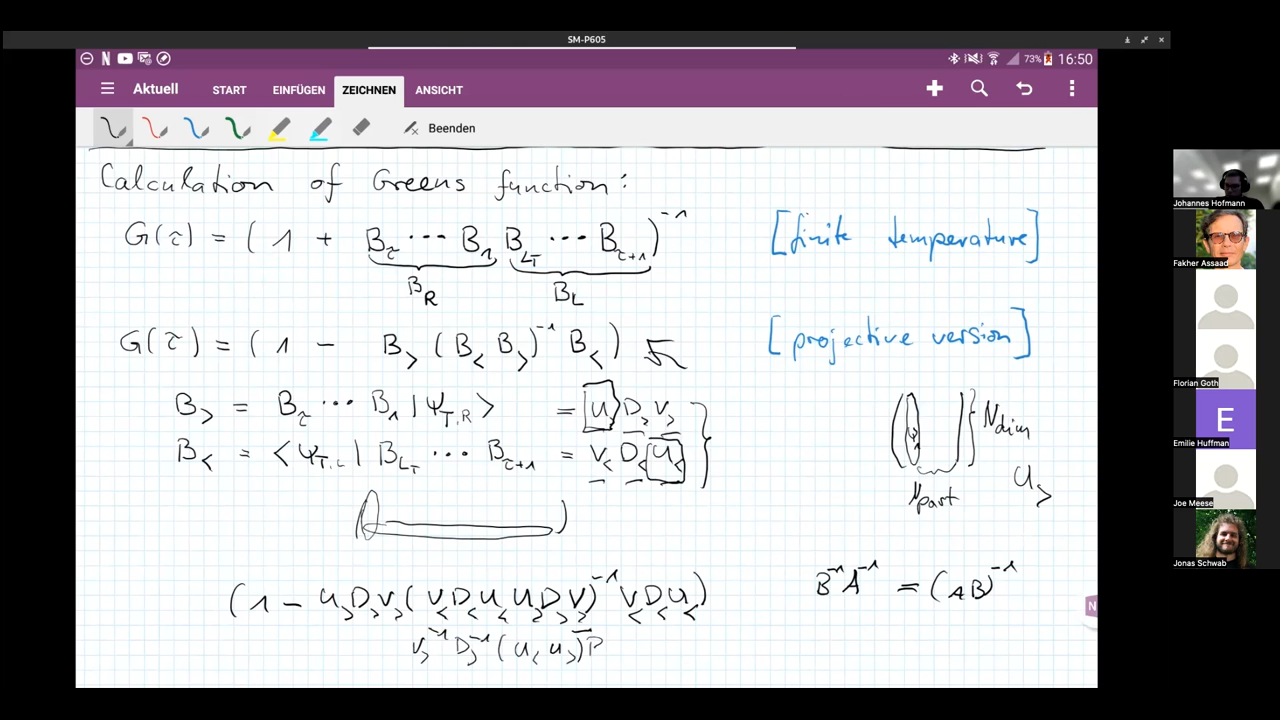 SM-P605
73% 16:50
Aktuell START EINFÜGEN ZEICHNEN ANSICHT
Beenden
Calculation of Greens function:
G(τ) = (1 + B_τ ··· B_1 B_{L_T} ··· B_{τ+1})^{-1} [finite temperature]
B_R B_L
G(τ) = (1 - B_> (B_< B_>)^{-1} B_<) [projective version]
B_> = B_τ ··· B_1 |Ψ_{T,R}> = U_> D_> V_>
B_< = <Ψ_{T,L}| B_{L_T} ··· B_{τ+1} = V_< D_< U_<
N_dim
N_part U_>
(1 - U_> D_> V_> (V_< D_< U_< U_> D_> V_>)^{-1} V_< D_< U_<) B^{-1} A^{-1} = (AB)^{-1}
V_>^{-1} D_>^{-1} (U_< U_>)^{-} D
Johannes Hofmann
Fakher Assaad
Florian Goth
E
Emilie Huffman
Joe Meese
Jonas Schwab
N